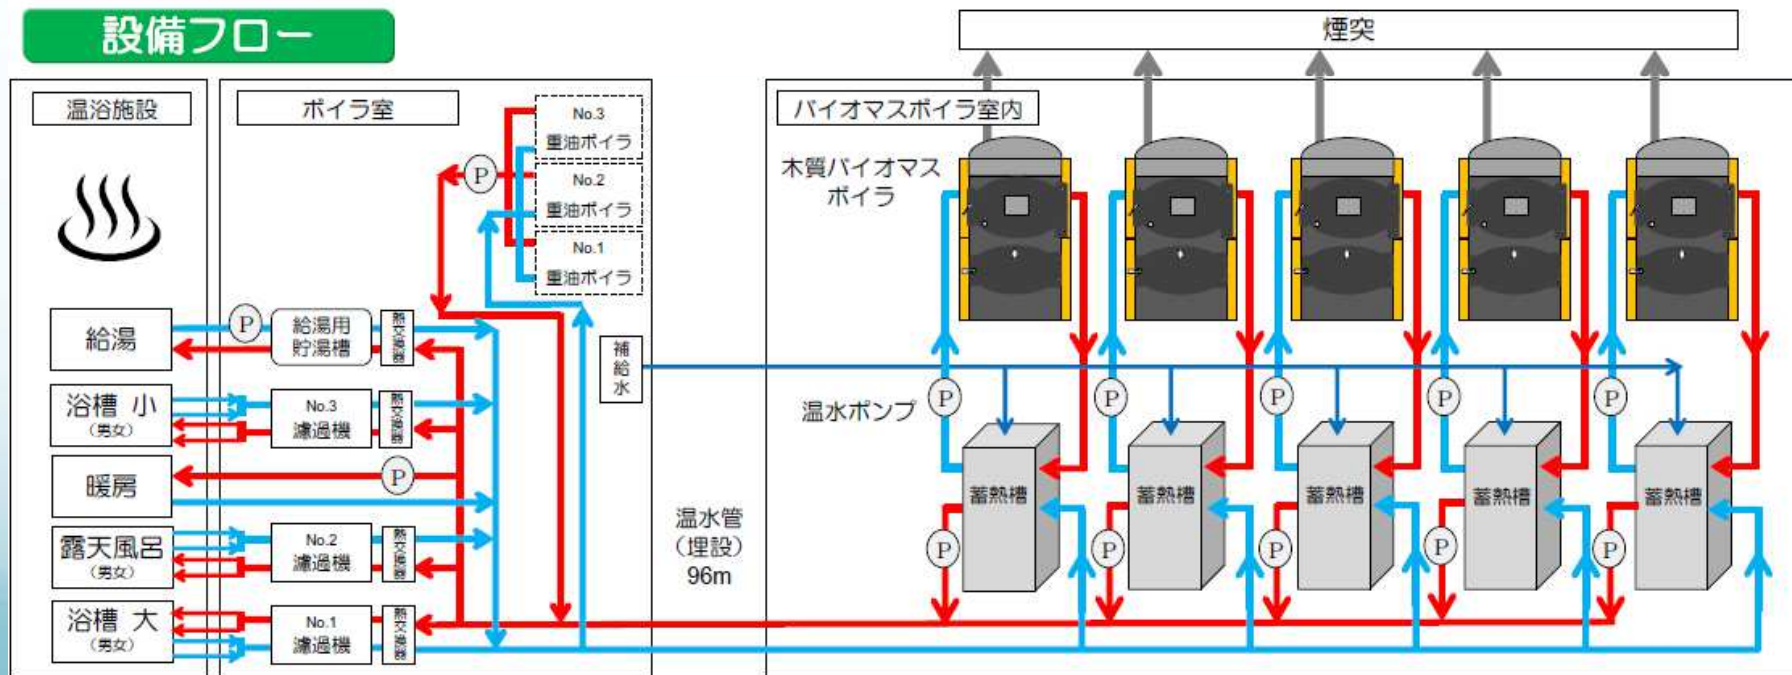 設備フロー
煙突
温浴施設
ボイラ室
バイオマスボイラ室内
No.3
重油ボイラ
No.2
重油ボイラ
No.1
重油ボイラ
P
木質バイオマス
ボイラ
給湯
P
給湯用
貯湯槽
熱交換器
補給水
浴槽 小
(男女)
No.3
濾過機
熱交換器
温水ポンプ
P
P
P
P
P
暖房
P
蓄熱槽
蓄熱槽
蓄熱槽
蓄熱槽
蓄熱槽
露天風呂
(男女)
No.2
濾過機
熱交換器
温水管
(埋設)
96m
P
P
P
P
P
浴槽 大
(男女)
No.1
濾過機
熱交換器